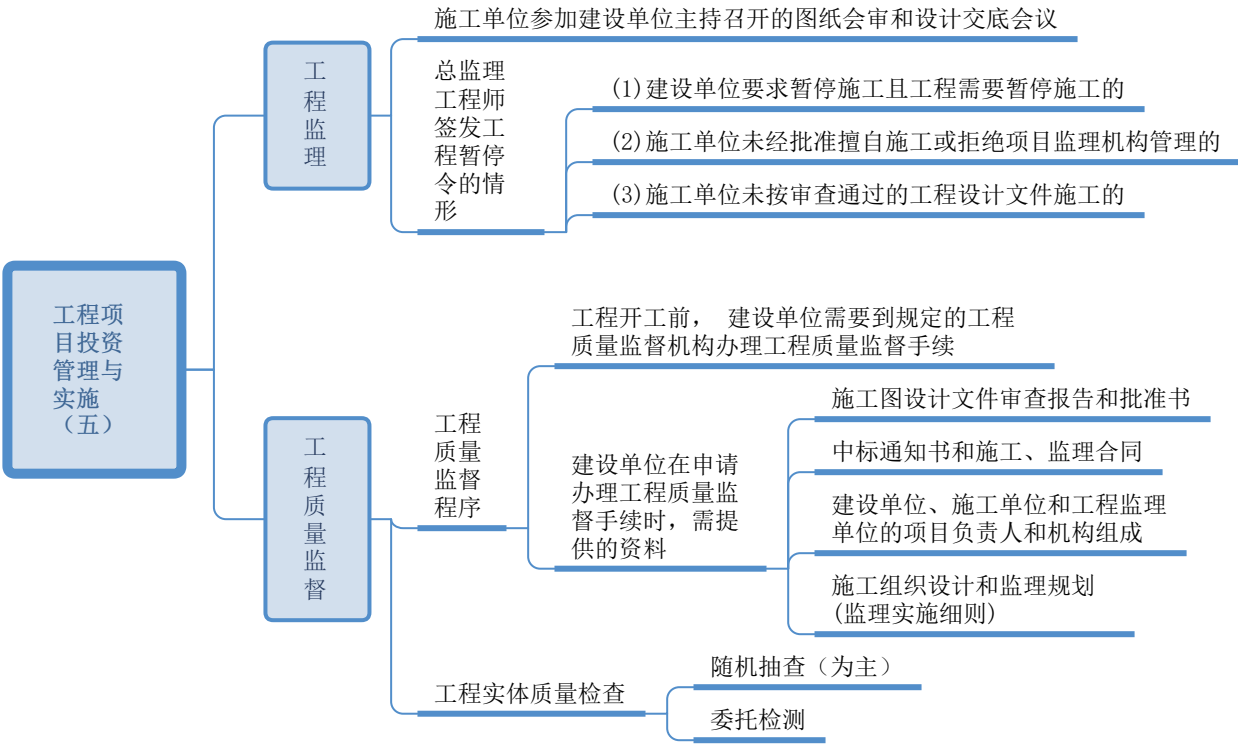 工程项
目投资
管理与
实施
（五）
工
程
监
理
施工单位参加建设单位主持召开的图纸会审和设计交底会议
总监理
工程师
签发工
程暂停
令的情
形
(1)建设单位要求暂停施工且工程需要暂停施工的
(2)施工单位未经批准擅自施工或拒绝项目监理机构管理的
(3)施工单位未按审查通过的工程设计文件施工的
工
程
质
量
监
督
工程
质量
监督
程序
工程开工前， 建设单位需要到规定的工程
质量监督机构办理工程质量监督手续
建设单位在申请
办理工程质量监
督手续时，需提
供的资料
施工图设计文件审查报告和批准书
中标通知书和施工、监理合同
建设单位、施工单位和工程监理
单位的项目负责人和机构组成
施工组织设计和监理规划
(监理实施细则)
工程实体质量检查
随机抽查（为主）
委托检测